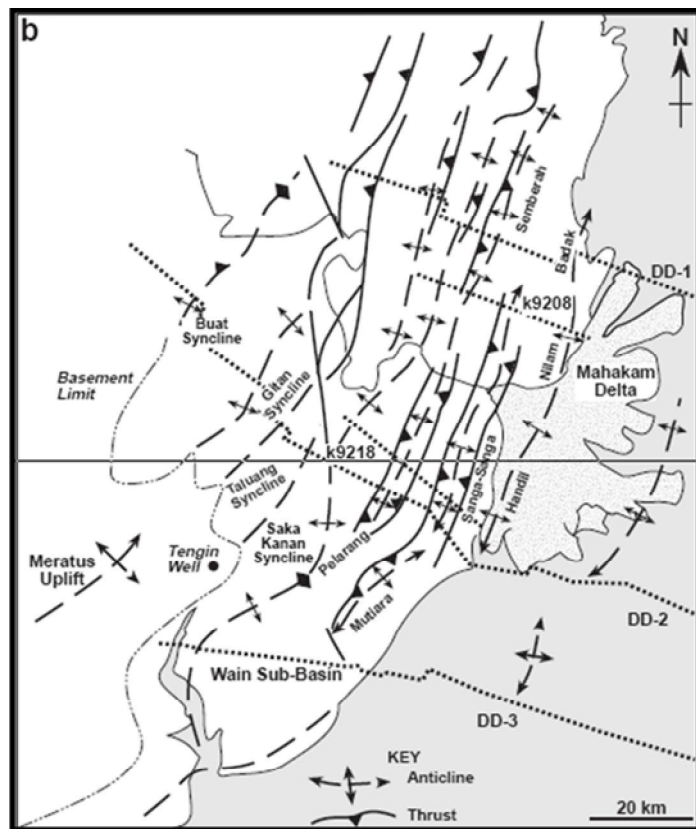 b
N
Semberah
Badak
DD-1
k9208
Buat
Syncline
Nilam
Mahakam
Delta
Basement
Limit
Gitan
Syncline
k9218
Taluang
Syncline
Sanga-Sanga
Handil
Saka
Kanan
Syncline
Pelarang
Meratus
Uplift
Tengin
Well
Mutiara
DD-2
Wain Sub-Basin
DD-3
KEY
Anticline
Thrust
20 km